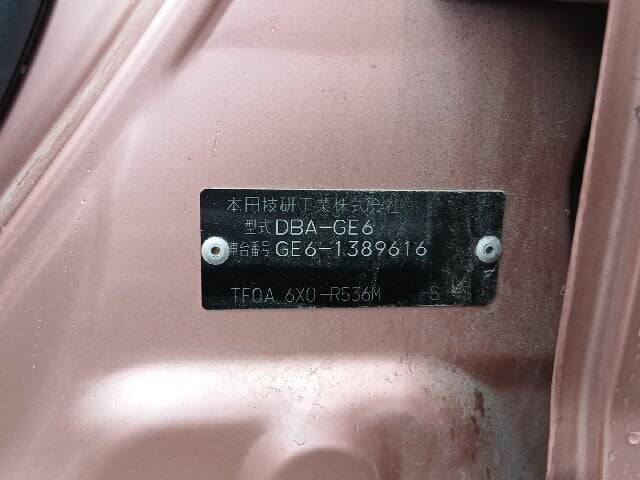 本田技研工業株式会社
型式 DBA-GE6
車台番号 GE6-1389616
TF0A 6X0-R536M S